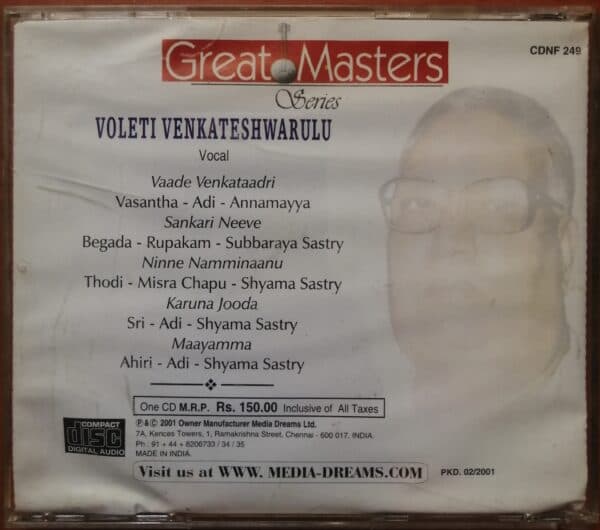 Great Masters
CDNF 249
Series
VOLETI VENKATESHWARULU
Vocal
Vaade Venkataadri
Vasantha - Adi - Annamayya
Sankari Neeve
Begada - Rupakam - Subbaraya Sastry
Ninne Namminaanu
Thodi - Misra Chapu - Shyama Sastry
Karuna Jooda
Sri - Adi - Shyama Sastry
Maayamma
Ahiri - Adi - Shyama Sastry
One CD M.R.P. Rs. 150.00 Inclusive of All Taxes
COMPACT
disc
DIGITAL AUDIO
℗ & © 2001 Owner Manufacturer Media Dreams Ltd.
7A, Kences Towers, 1, Ramakrishna Street, Chennai - 600 017. INDIA.
Ph : 91 + 44 + 8206733 / 34 / 35
MADE IN INDIA.
Visit us at WWW. MEDIA-DREAMS.COM
PKD. 02/2001